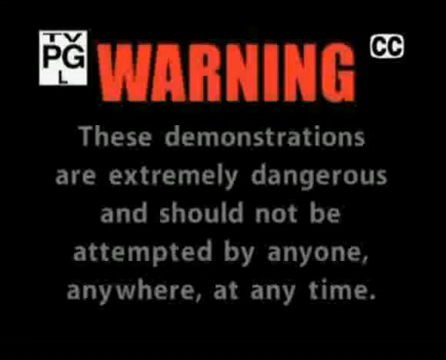 TV
PG
L
WARNING
CC
These demonstrations
are extremely dangerous
and should not be
attempted by anyone,
anywhere, at any time.